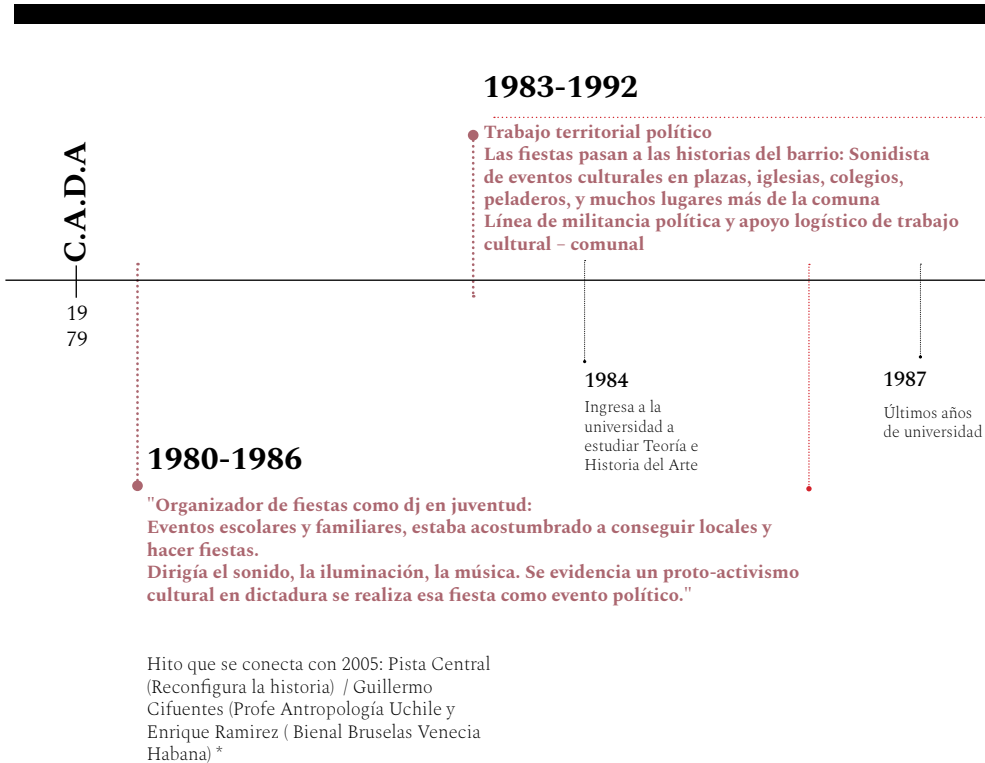 C.A.D.A
19
79
1983-1992
Trabajo territorial político
Las fiestas pasan a las historias del barrio: Sonidista
de eventos culturales en plazas, iglesias, colegios,
peladeros, y muchos lugares más de la comuna
Línea de militancia política y apoyo logístico de trabajo
cultural – comunal
1984
Ingresa a la
universidad a
estudiar Teoría e
Historia del Arte
1987
Últimos años
de universidad
1980-1986
"Organizador de fiestas como dj en juventud:
Eventos escolares y familiares, estaba acostumbrado a conseguir locales y
hacer fiestas.
Dirigía el sonido, la iluminación, la música. Se evidencia un proto-activismo
cultural en dictadura se realiza esa fiesta como evento político."
Hito que se conecta con 2005: Pista Central
(Reconfigura la historia)  / Guillermo
Cifuentes (Profe Antropología Uchile y
Enrique Ramirez ( Bienal Bruselas Venecia
Habana) *